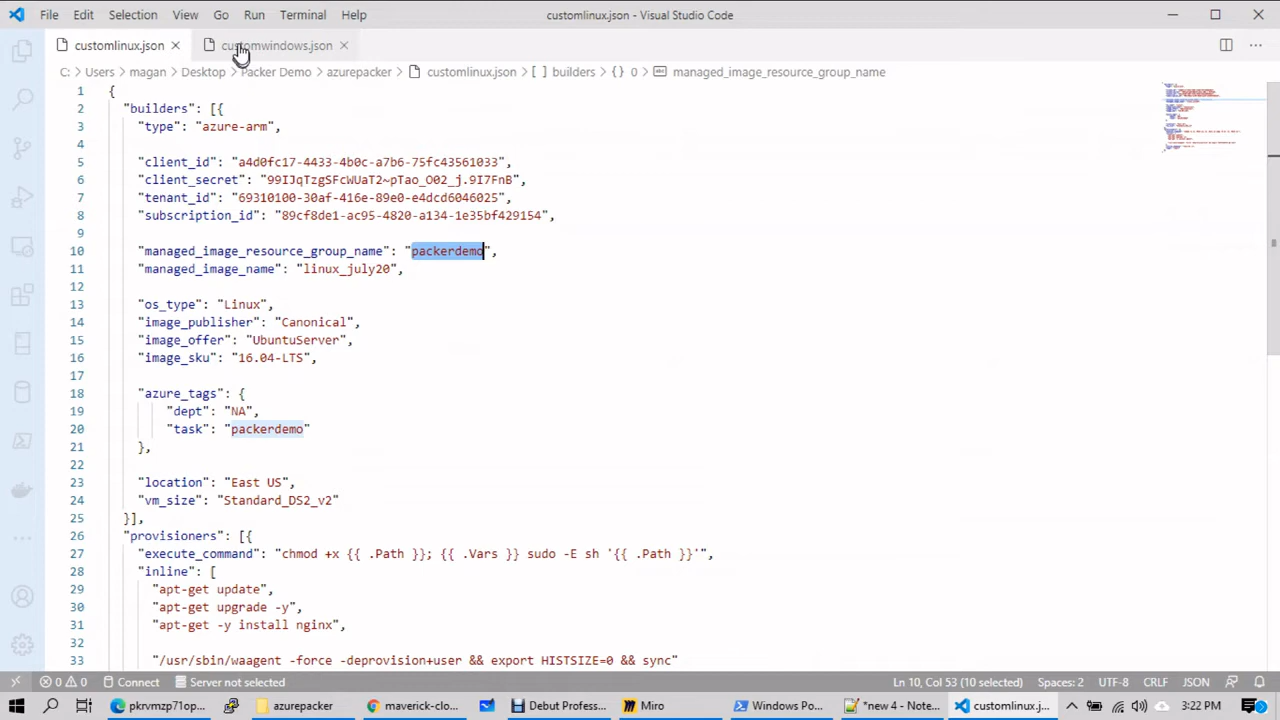 File Edit Selection View Go Run Terminal Help customlinux.json - Visual Studio Code
customlinux.json customwindows.json
C: > Users > magan > Desktop > Packer Demo > azurepacker > customlinux.json > [ ] builders > {} 0 > managed_image_resource_group_name
1 {
2 "builders": [{
3 "type": "azure-arm",
4
5 "client_id": "a4d0fc17-4433-4b0c-a7b6-75fc43561033",
6 "client_secret": "99IJqTzgSFcWUaT2~pTao_O02_j.9I7FnB",
7 "tenant_id": "69310100-30af-416e-89e0-e4dcd6046025",
8 "subscription_id": "89cf8de1-ac95-4820-a134-1e35bf429154",
9
10 "managed_image_resource_group_name": "packerdemo",
11 "managed_image_name": "linux_july20",
12
13 "os_type": "Linux",
14 "image_publisher": "Canonical",
15 "image_offer": "UbuntuServer",
16 "image_sku": "16.04-LTS",
17
18 "azure_tags": {
19 "dept": "NA",
20 "task": "packerdemo"
21 },
22
23 "location": "East US",
24 "vm_size": "Standard_DS2_v2"
25 }],
26 "provisioners": [{
27 "execute_command": "chmod +x {{ .Path }}; {{ .Vars }} sudo -E sh '{{ .Path }}'",
28 "inline": [
29 "apt-get update",
30 "apt-get upgrade -y",
31 "apt-get -y install nginx",
32
33 "/usr/sbin/waagent -force -deprovision+user && export HISTSIZE=0 && sync"
0 0 Connect Server not selected Ln 10, Col 53 (10 selected) Spaces: 2 UTF-8 CRLF JSON
pkrvmzp71op... azurepacker maverick-clo... Debut Profess... Miro Windows Po... *new 4 - Note... customlinux.j... 3:22 PM